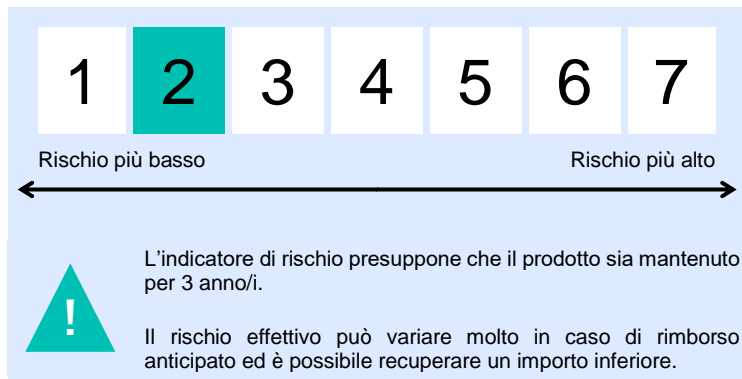 1 2 3 4 5 6 7
Rischio più basso Rischio più alto
L'indicatore di rischio presuppone che il prodotto sia mantenuto
per 3 anno/i.
!
Il rischio effettivo può variare molto in caso di rimborso
anticipato ed è possibile recuperare un importo inferiore.